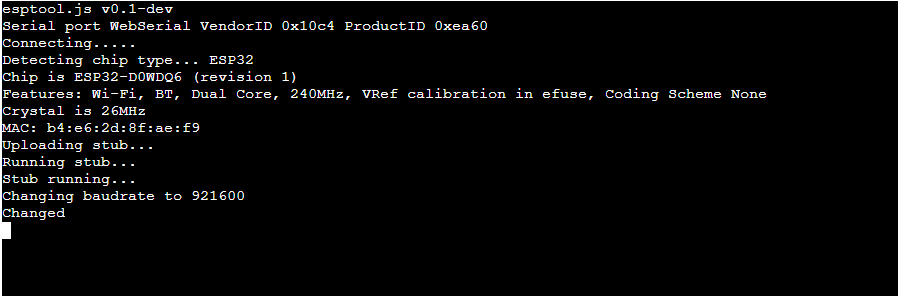 esptool.js v0.1-dev
Serial port WebSerial VendorID 0x10c4 ProductID 0xea60
Connecting.....
Detecting chip type... ESP32
Chip is ESP32-D0WDQ6 (revision 1)
Features: Wi-Fi, BT, Dual Core, 240MHz, VRef calibration in efuse, Coding Scheme None
Crystal is 26MHz
MAC: b4:e6:2d:8f:ae:f9
Uploading stub...
Running stub...
Stub running...
Changing baudrate to 921600
Changed